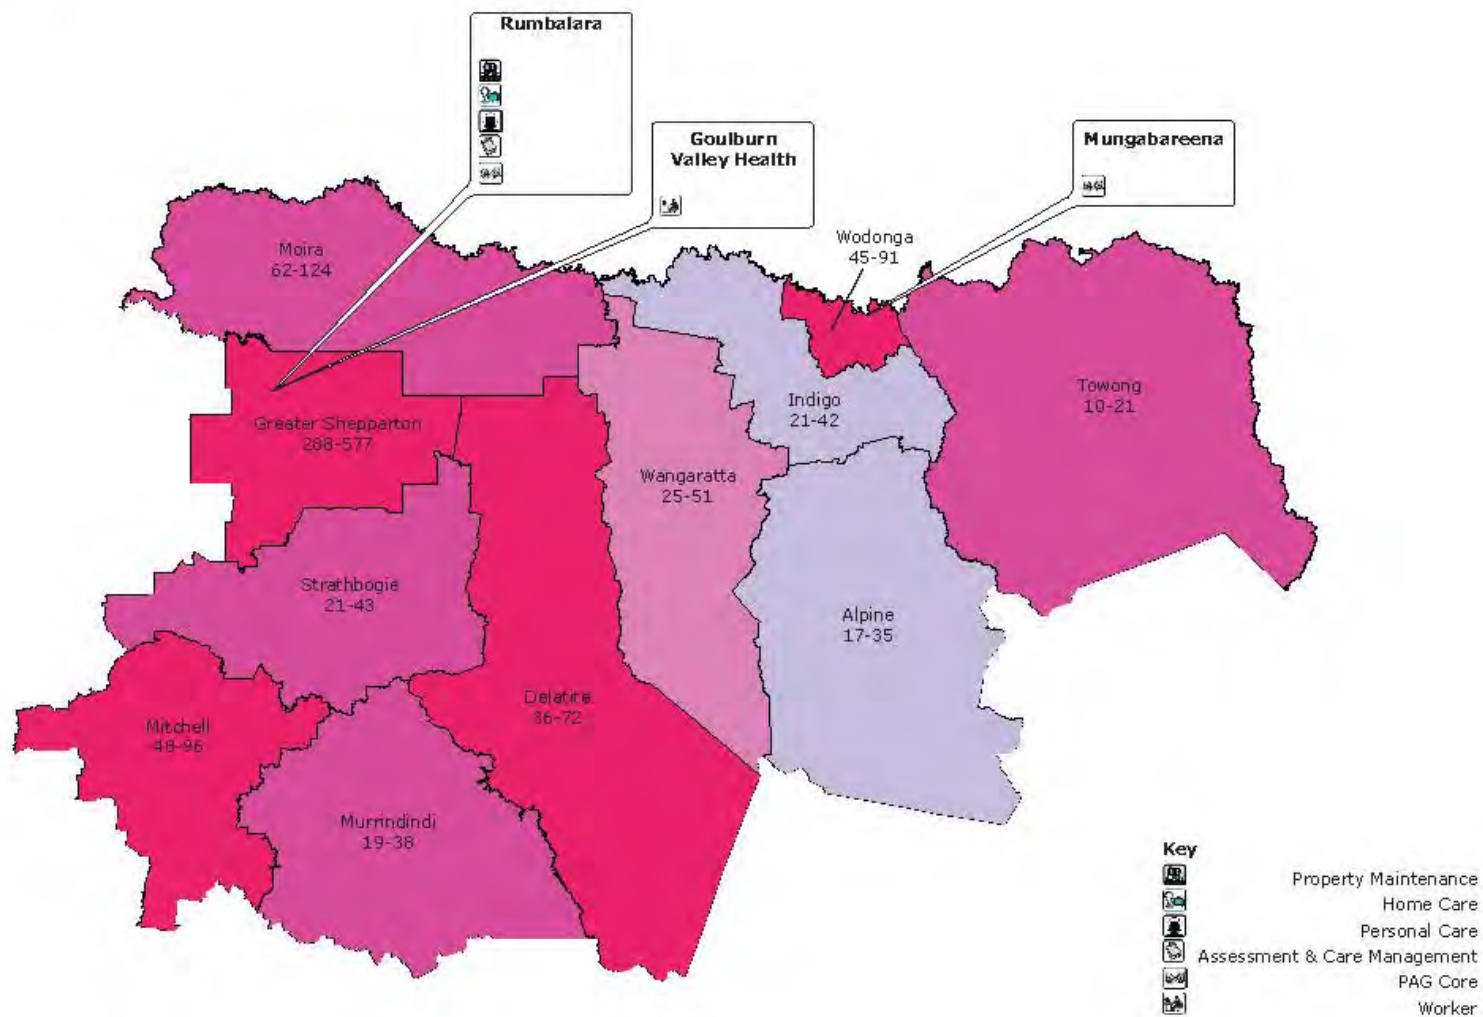 Rumbalara
Goulburn
Valley Health
Mungabareena
Moira
62-124
Wodonga
45-91
Greater Shepparton
288-577
Indigo
21-42
Towong
10-21
Wangaratta
25-51
Strathbogie
21-43
Alpine
17-35
Delatite
36-72
Mitchell
48-96
Murrindindi
19-38
Key
Property Maintenance
Home Care
Personal Care
Assessment & Care Management
PAG Core
Worker